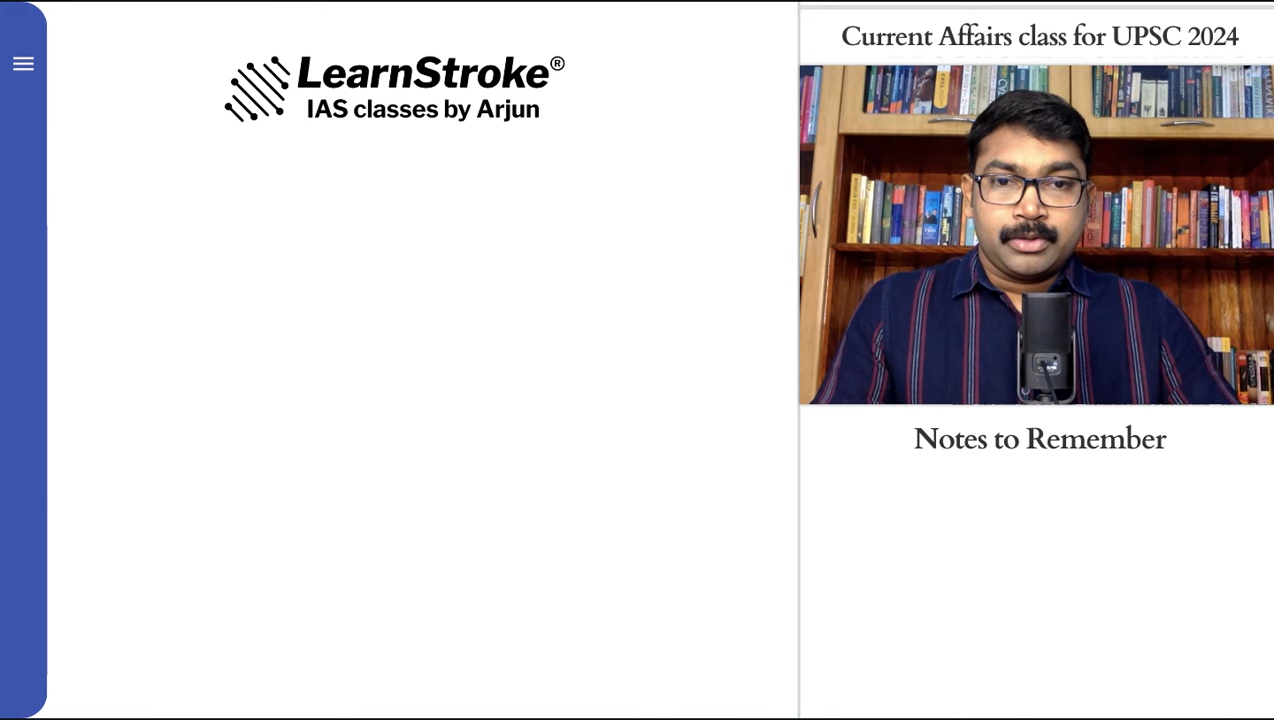 LearnStroke®
IAS classes by Arjun
Current Affairs class for UPSC 2024
Notes to Remember